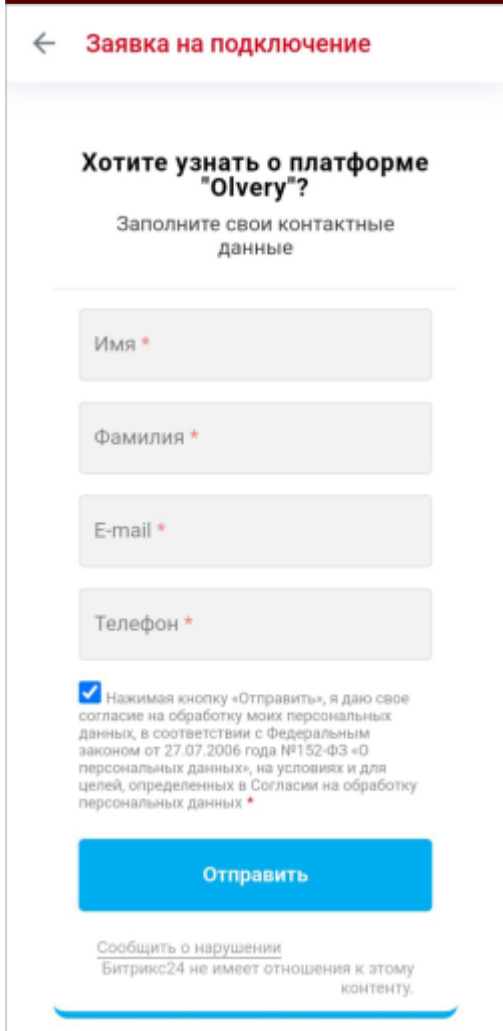 Заявка на подключение
Хотите узнать о платформе
"Olvery"?
Заполните свои контактные
данные
Имя *
Фамилия *
E-mail *
Телефон *
Нажимая кнопку «Отправить», я даю свое
согласие на обработку моих персональных
данных, в соответствии с Федеральным
законом от 27.07.2006 года №152-ФЗ «О
персональных данных», на условиях и для
целей, определенных в Согласии на обработку
персональных данных *
Отправить
Сообщить о нарушении
Битрикс24 не имеет отношения к этому
контенту.